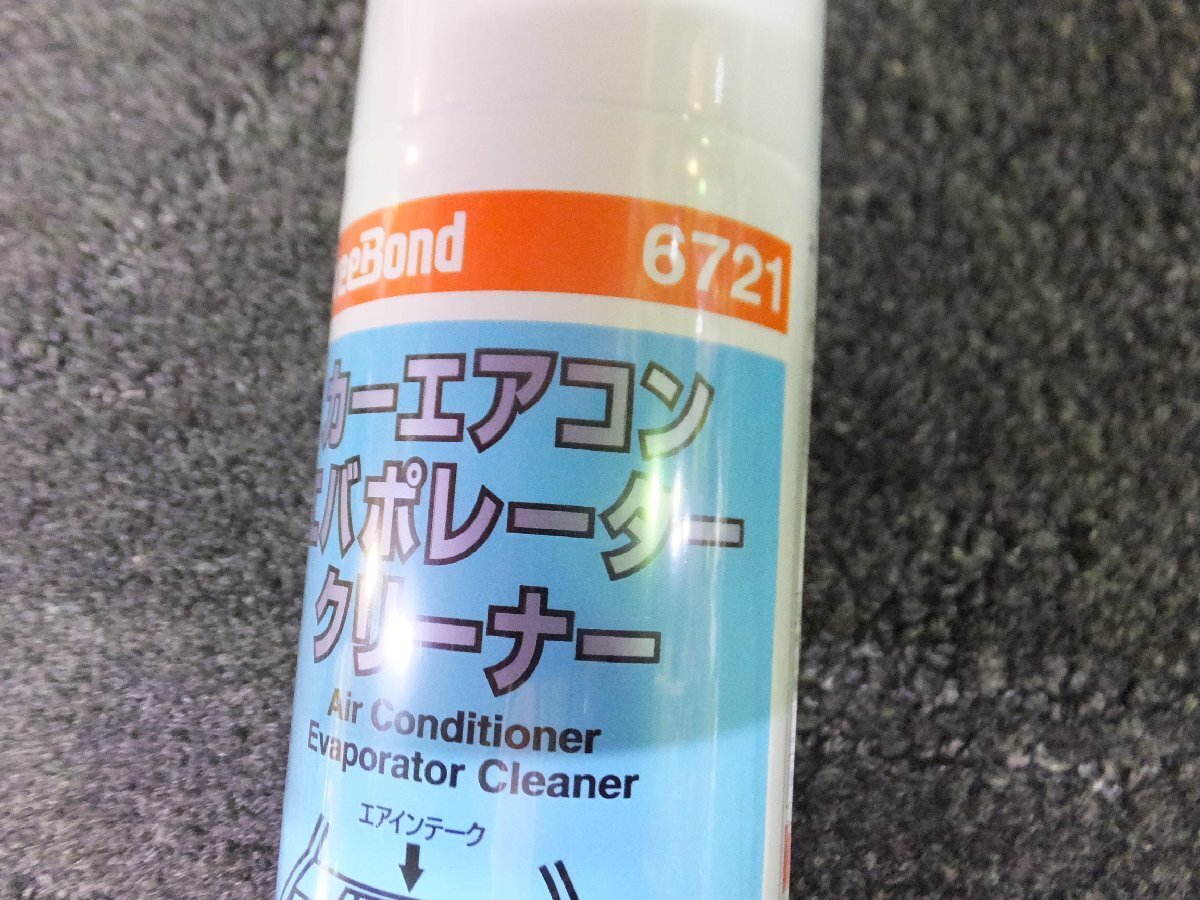 eeBond 6721
カーエアコン
エバポレーター
クリーナー
Air Conditioner
Evaporator Cleaner
エアインテーク